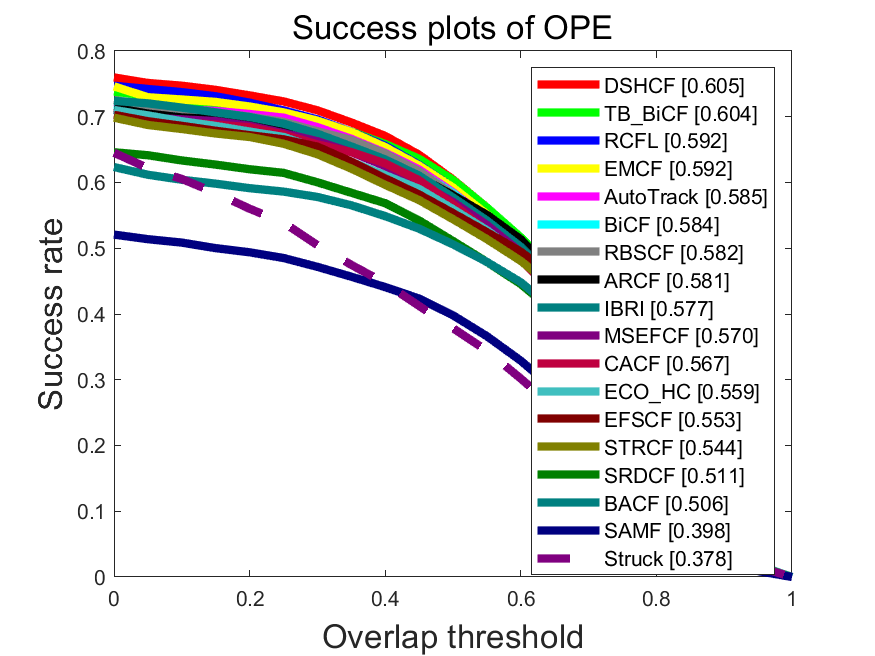 Success plots of OPE
0.8
0.7
0.6
0.5
0.4
0.3
0.2
0.1
0
Success rate
DSHCF [0.605]
TB_BiCF [0.604]
RCFL [0.592]
EMCF [0.592]
AutoTrack [0.585]
BiCF [0.584]
RBSCF [0.582]
ARCF [0.581]
IBRI [0.577]
MSEFCF [0.570]
CACF [0.567]
ECO_HC [0.559]
EFSCF [0.553]
STRCF [0.544]
SRDCF [0.511]
BACF [0.506]
SAMF [0.398]
Struck [0.378]
0 0.2 0.4 0.6 0.8 1
Overlap threshold